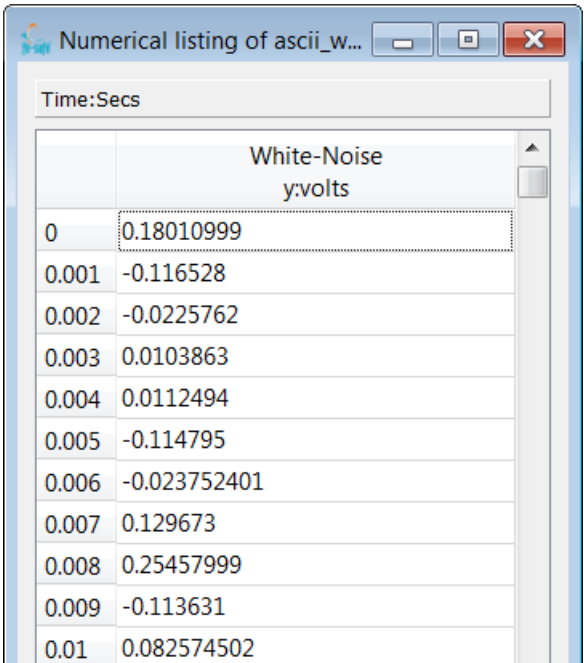 Numerical listing of ascii_w...
Time:Secs
White-Noise
y:volts
0 0.18010999
0.001 -0.116528
0.002 -0.0225762
0.003 0.0103863
0.004 0.0112494
0.005 -0.114795
0.006 -0.023752401
0.007 0.129673
0.008 0.25457999
0.009 -0.113631
0.01 0.082574502